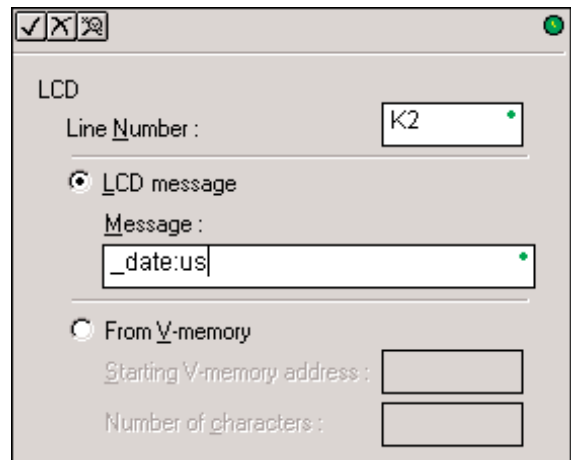 LCD
Line Number : K2
LCD message
Message :
_date:us
From V-memory
Starting V-memory address :
Number of characters :